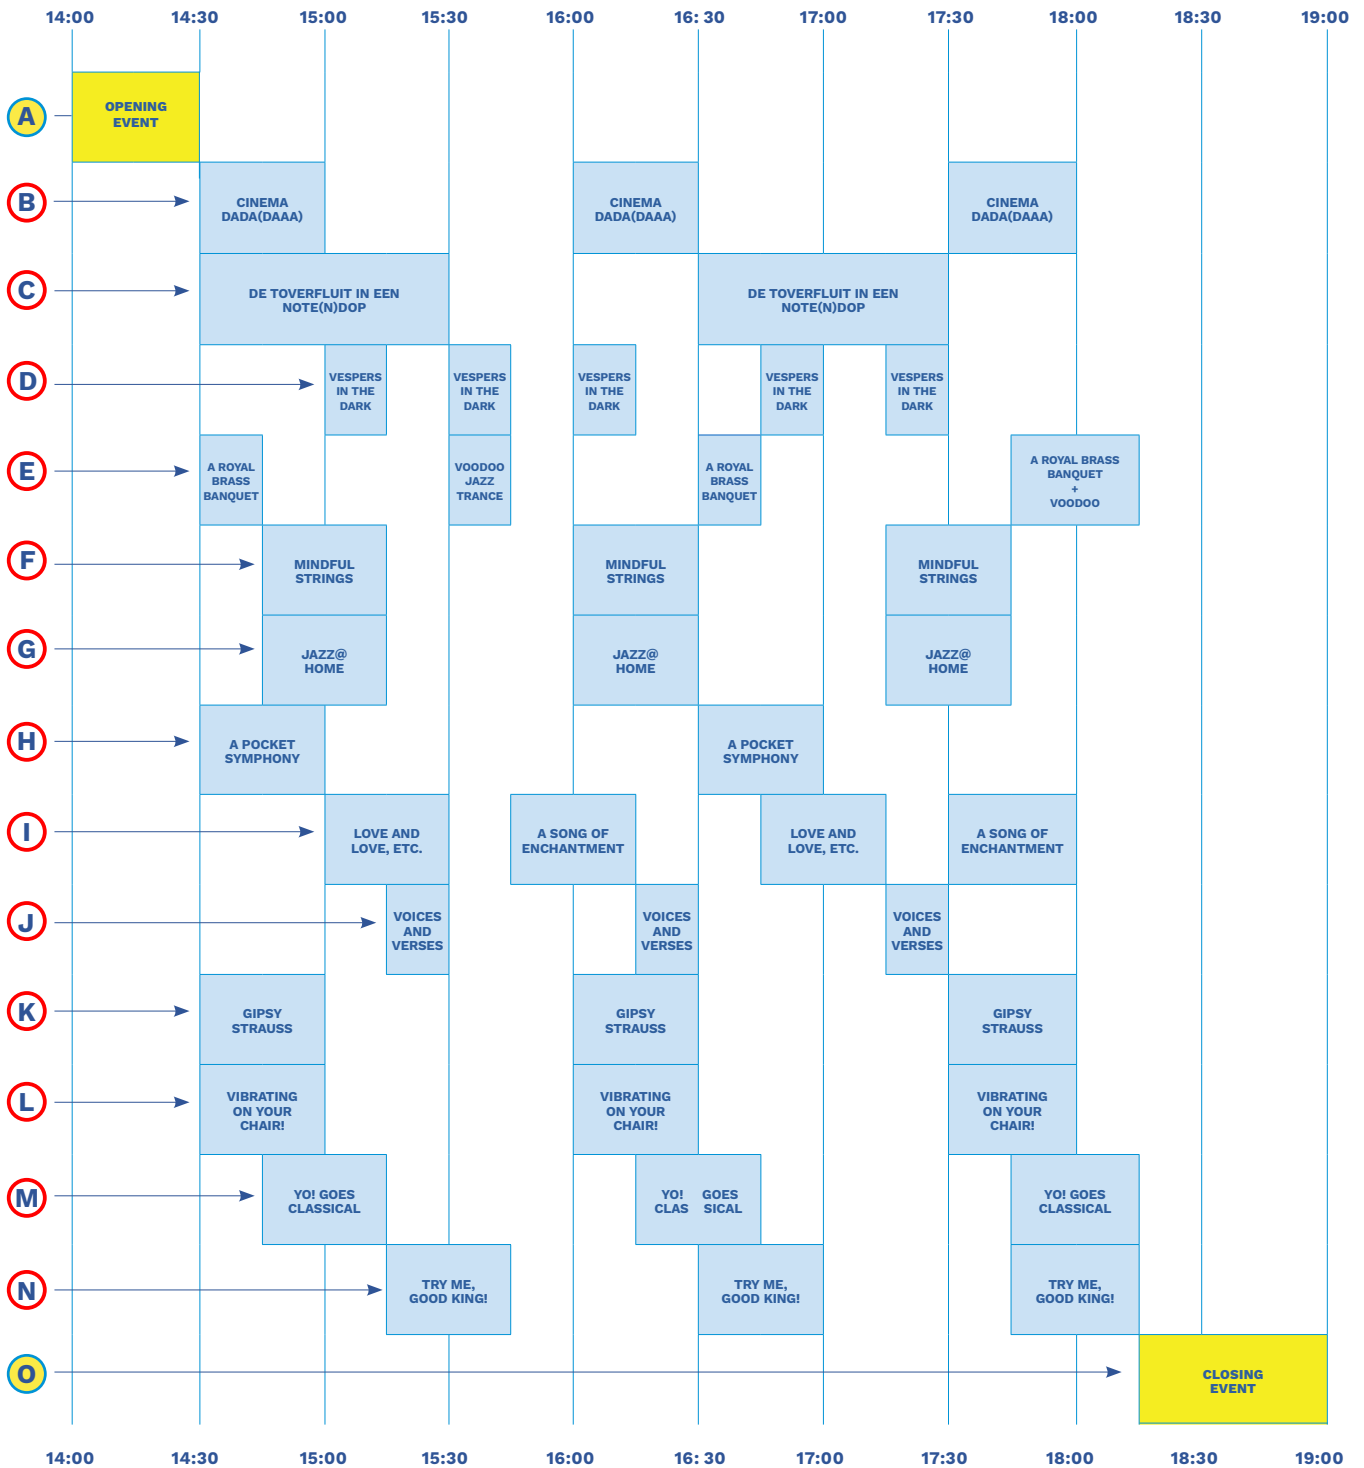 14:00 14:30 15:00 15:30 16:00 16:30 17:00 17:30 18:00 18:30 19:00
A
OPENING
EVENT
B
CINEMA
DADA(DAAA)
CINEMA
DADA(DAAA)
CINEMA
DADA(DAAA)
C
DE TOVERFLUIT IN EEN
NOTE(N)DOP
DE TOVERFLUIT IN EEN
NOTE(N)DOP
D
VESPERS
IN THE
DARK
VESPERS
IN THE
DARK
VESPERS
IN THE
DARK
VESPERS
IN THE
DARK
VESPERS
IN THE
DARK
E
A ROYAL
BRASS
BANQUET
VOODOO
JAZZ
TRANCE
A ROYAL
BRASS
BANQUET
A ROYAL BRASS
BANQUET
+
VOODOO
F
MINDFUL
STRINGS
MINDFUL
STRINGS
MINDFUL
STRINGS
G
JAZZ@
HOME
JAZZ@
HOME
JAZZ@
HOME
H
A POCKET
SYMPHONY
A POCKET
SYMPHONY
I
LOVE AND
LOVE, ETC.
A SONG OF
ENCHANTMENT
LOVE AND
LOVE, ETC.
A SONG OF
ENCHANTMENT
J
VOICES
AND
VERSES
VOICES
AND
VERSES
VOICES
AND
VERSES
K
GIPSY
STRAUSS
GIPSY
STRAUSS
GIPSY
STRAUSS
L
VIBRATING
ON YOUR
CHAIR!
VIBRATING
ON YOUR
CHAIR!
VIBRATING
ON YOUR
CHAIR!
M
YO! GOES
CLASSICAL
YO! GOES
CLAS SICAL
YO! GOES
CLASSICAL
N
TRY ME,
GOOD KING!
TRY ME,
GOOD KING!
TRY ME,
GOOD KING!
O
CLOSING
EVENT
14:00 14:30 15:00 15:30 16:00 16: 30 17:00 17:30 18:00 18:30 19:00